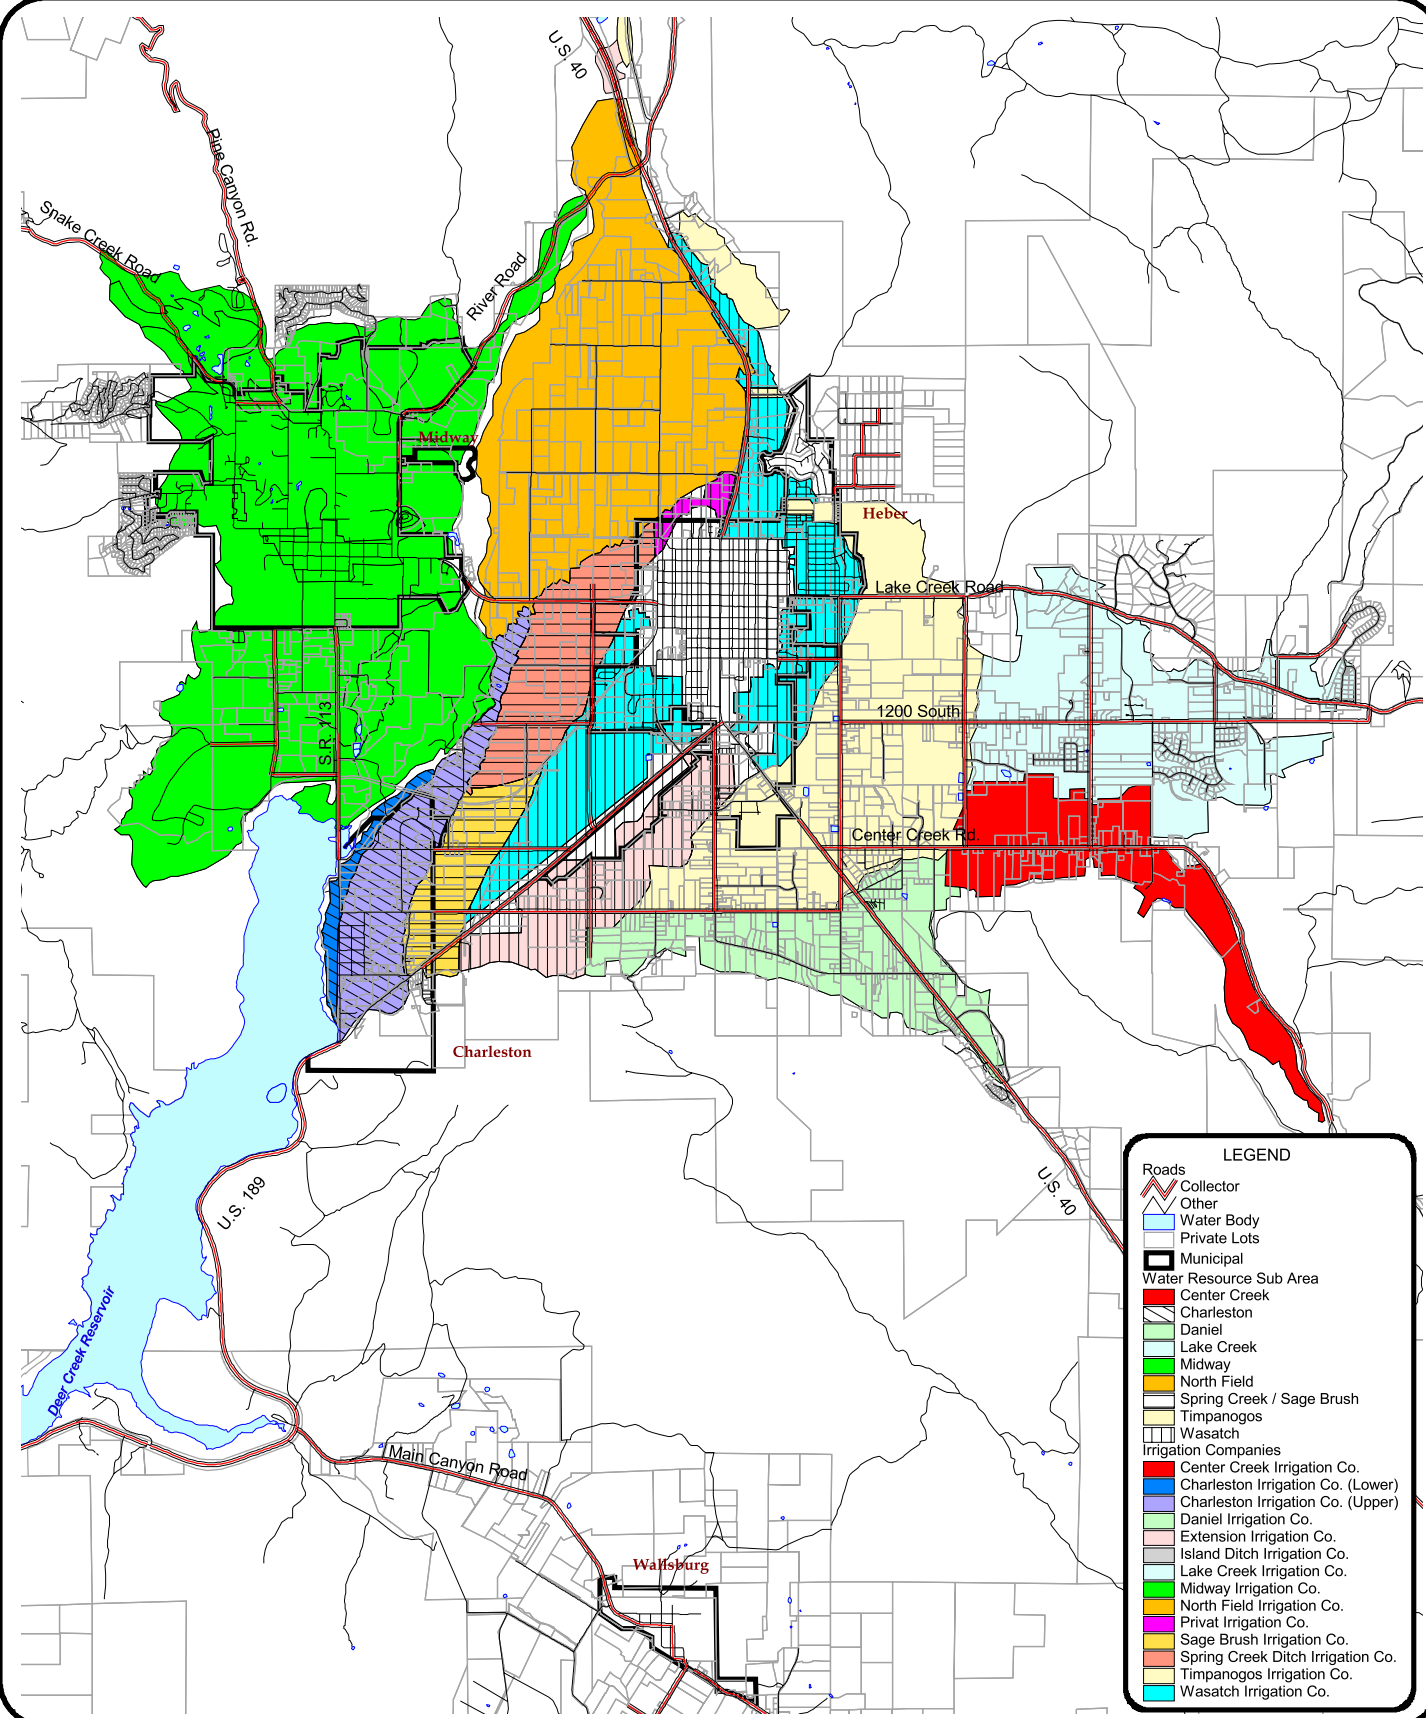 U.S. 40
Pine Canyon Rd.
Snake Creek Road
River Road
Midway
Heber
Lake Creek Road
1200 South
S.R. 113
Center Creek Rd.
Charleston
U.S. 189
U.S. 40
Deer Creek Reservoir
Main Canyon Road
Wallsburg
LEGEND
Roads
Collector
Other
Water Body
Private Lots
Municipal
Water Resource Sub Area
Center Creek
Charleston
Daniel
Lake Creek
Midway
North Field
Spring Creek / Sage Brush
Timpanogos
Wasatch
Irrigation Companies
Center Creek Irrigation Co.
Charleston Irrigation Co. (Lower)
Charleston Irrigation Co. (Upper)
Daniel Irrigation Co.
Extension Irrigation Co.
Island Ditch Irrigation Co.
Lake Creek Irrigation Co.
Midway Irrigation Co.
North Field Irrigation Co.
Privat Irrigation Co.
Sage Brush Irrigation Co.
Spring Creek Ditch Irrigation Co.
Timpanogos Irrigation Co.
Wasatch Irrigation Co.